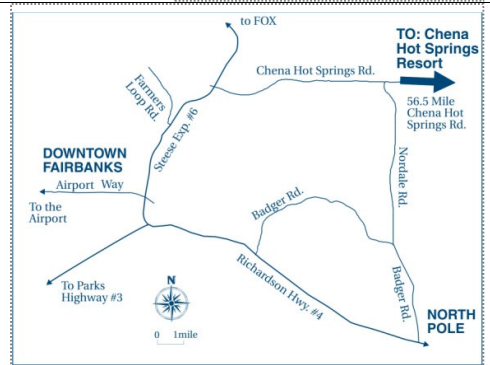 to FOX
TO: Chena
Hot Springs
Resort
Chena Hot Springs Rd.
56.5 Mile
Chena Hot
Springs Rd.
Farmers
Loop Rd.
Steese Exp. #6
DOWNTOWN
FAIRBANKS
Airport Way
To the
Airport
Nordale Rd.
Badger Rd.
To Parks
Highway #3
Richardson Hwy. #4
Badger Rd.
N
0 1mile
NORTH
POLE